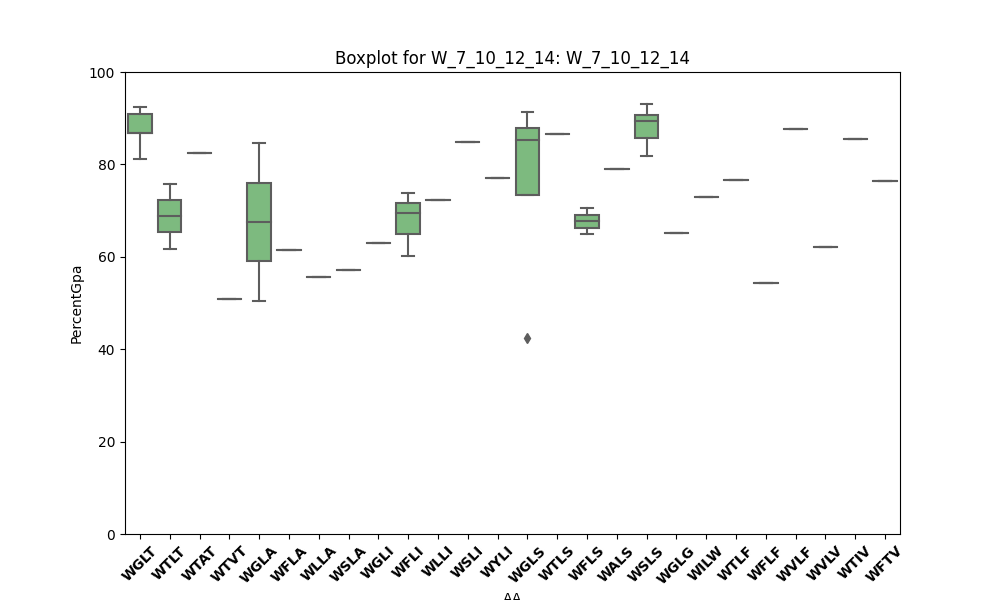 Boxplot for W_7_10_12_14: W_7_10_12_14
100
80
60
40
20
0
PercentGpa
WGLT
WTLT
WTAT
WTVT
WGLA
WFLA
WLLA
WSLA
WGLI
WFLI
WLLI
WSLI
WYLI
WGLS
WTLS
WFLS
WALS
WSLS
WGLG
WILW
WTLF
WFLF
WVLF
WVLV
WTIV
WFTV
AA